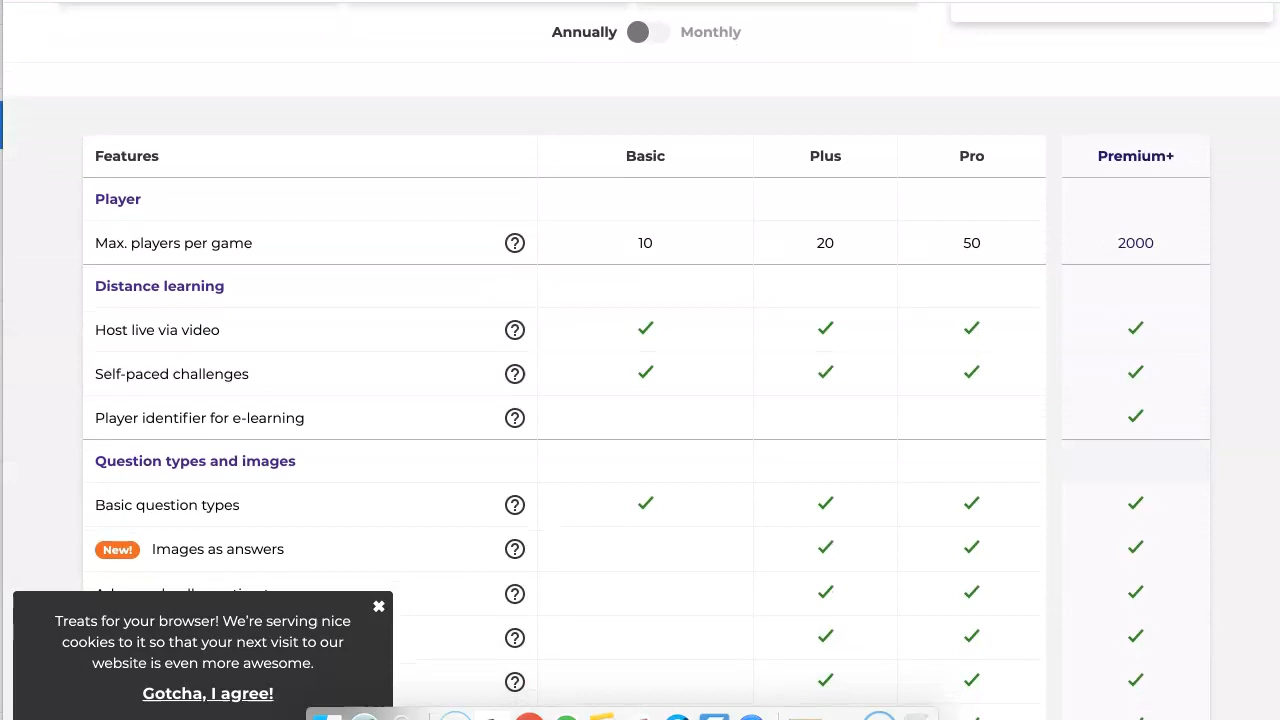 Annually Monthly
Features Basic Plus Pro Premium+
Player
Max. players per game 10 20 50 2000
Distance learning
Host live via video
Self-paced challenges
Player identifier for e-learning
Question types and images
Basic question types
New! Images as answers
Treats for your browser! We're serving nice
cookies to it so that your next visit to our
website is even more awesome.
Gotcha, I agree!